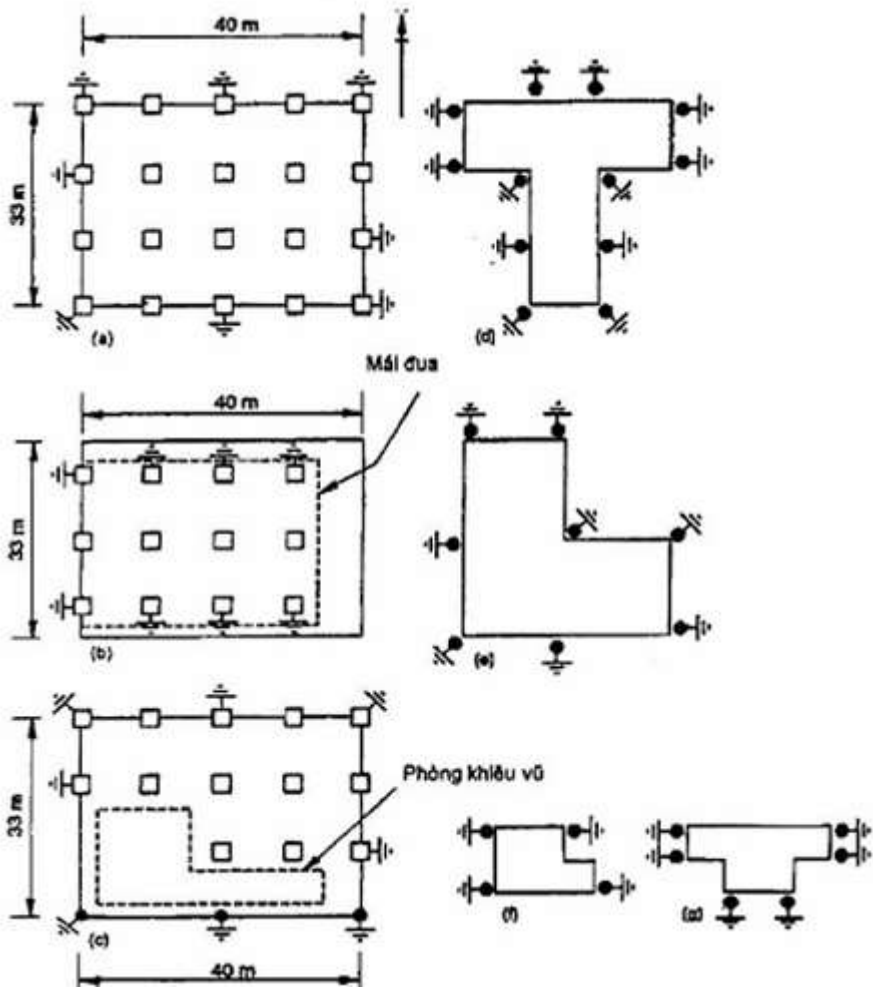 40 m
33 m
(a)
(d)
Mái đua
40 m
33 m
(b)
(e)
Phòng khiêu vũ
33 m
(c)
(f)
(g)
40 m